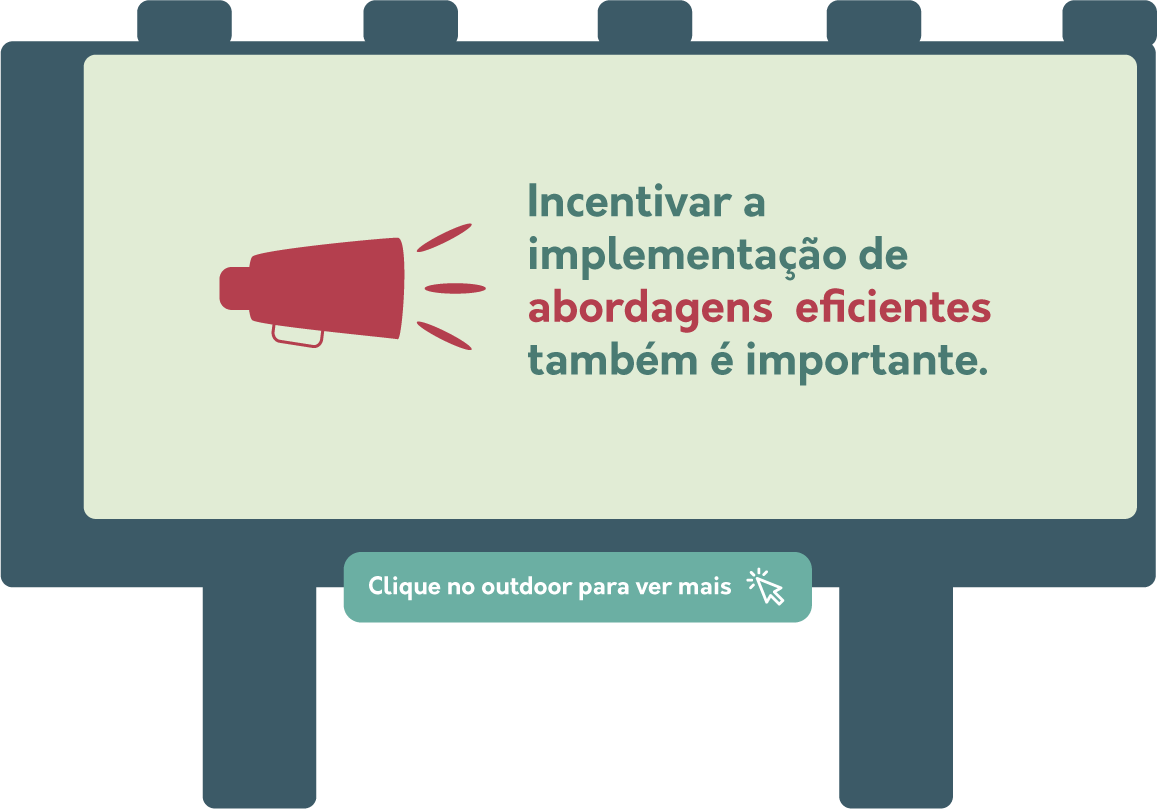 Incentivar a
implementação de
abordagens eficientes
também é importante.
Clique no outdoor para ver mais